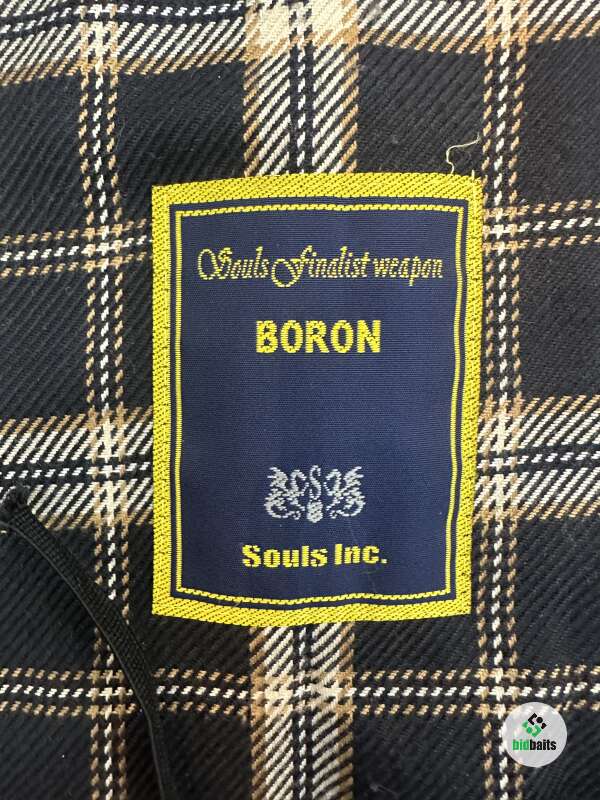 Souls Finalist weapon
BORON
S
Souls Inc.
bidbaits